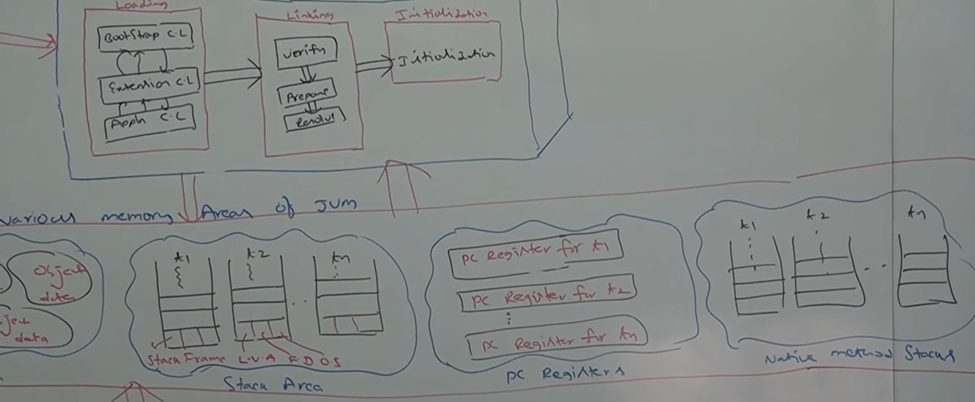 Loading
BootStrap C.L
Extention C.L
Appln C.L
Linking
verify
Prepare
Resolve
Initialization
Initialization
various memory Areas of JVM
Object
data
ject
data
t1
t2
tn
Stack Frame L.V.A F.D O.S
Stack Area
PC Register for t1
PC Register for t2
PC Register for tn
PC Registers
t1
t2
tn
Native method Stacks